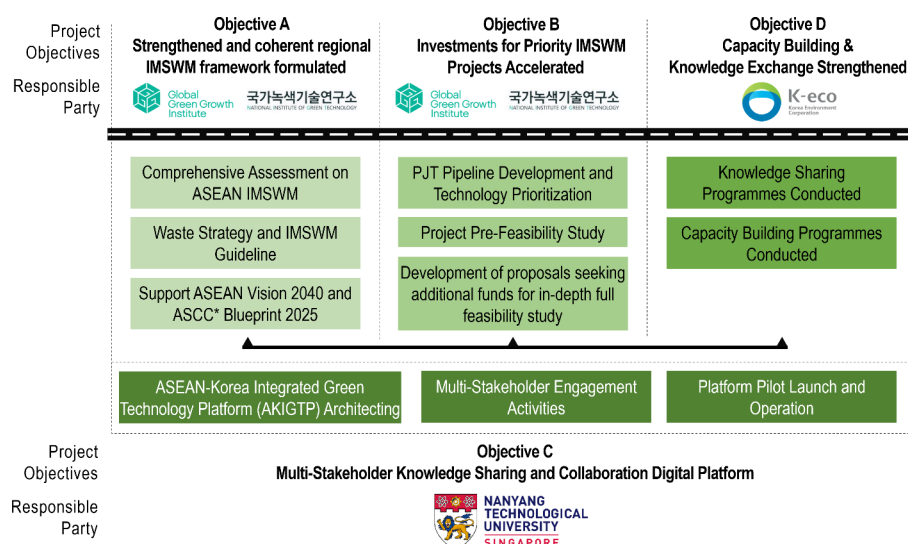 Project
Objectives
Objective A
Strengthened and coherent regional
IMSWM framework formulated
Objective B
Investments for Priority IMSWM
Projects Accelerated
Objective D
Capacity Building &
Knowledge Exchange Strengthened
Responsible
Party
Global
Green Growth
Institute
국가녹색기술연구소
NATIONAL INSTITUTE OF GREEN TECHNOLOGY
Global
Green Growth
Institute
국가녹색기술연구소
NATIONAL INSTITUTE OF GREEN TECHNOLOGY
K-eco
Korea Environment
Corporation
Comprehensive Assessment on
ASEAN IMSWM
Waste Strategy and IMSWM
Guideline
Support ASEAN Vision 2040 and
ASCC* Blueprint 2025
PJT Pipeline Development and
Technology Prioritization
Project Pre-Feasibility Study
Development of proposals seeking
additional funds for in-depth full
feasibility study
Knowledge Sharing
Programmes Conducted
Capacity Building Programmes
Conducted
ASEAN-Korea Integrated Green
Technology Platform (AKIGTP) Architecting
Multi-Stakeholder Engagement
Activities
Platform Pilot Launch and
Operation
Project
Objectives
Objective C
Multi-Stakeholder Knowledge Sharing and Collaboration Digital Platform
Responsible
Party
NANYANG
TECHNOLOGICAL
UNIVERSITY
SINGAPORE